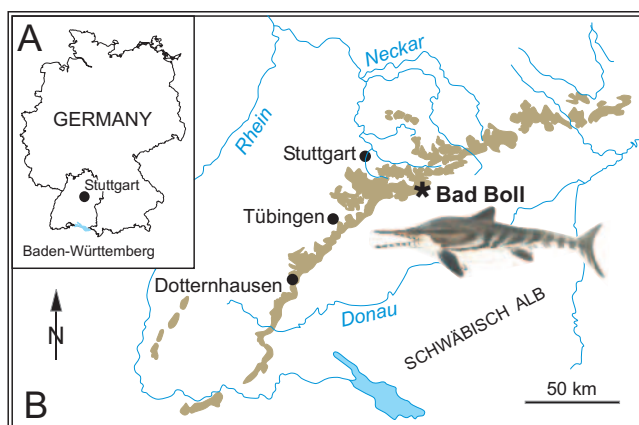 A
GERMANY
Stuttgart
Baden-Württemberg
N
B
Neckar
Rhein
Stuttgart
Bad Boll
Tübingen
Dotternhausen
Donau
SCHWÄBISCH ALB
50 km